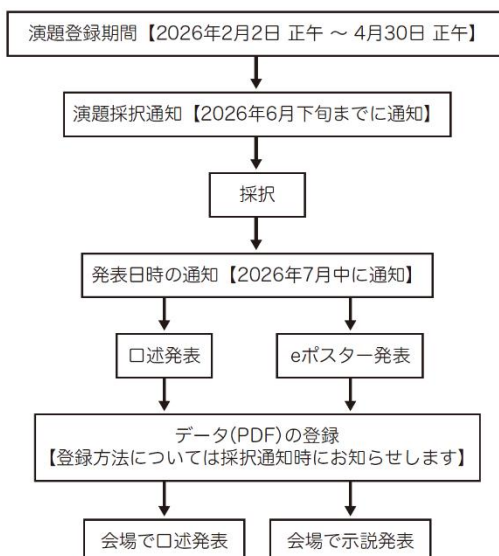 演題登録期間【2026年2月2日 正午 ～ 4月30日 正午】
演題採択通知【2026年6月下旬までに通知】
採択
発表日時の通知【2026年7月中に通知】
口述発表
eポスター発表
データ(PDF)の登録
【登録方法については採択通知時にお知らせします】
会場で口述発表
会場で示説発表